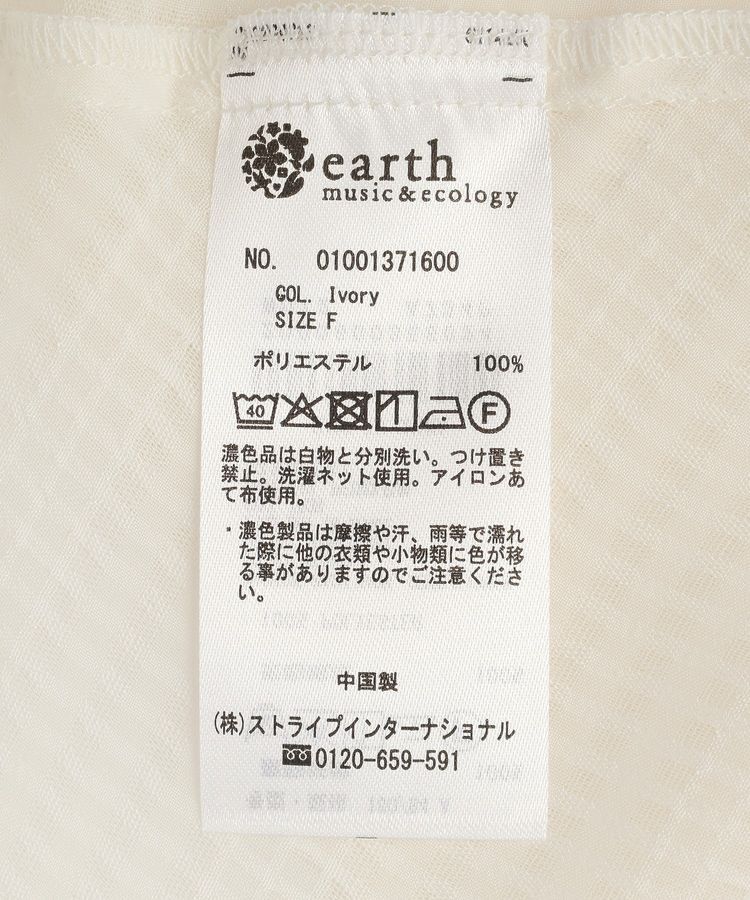 earth
music&ecology
NO. 01001371600
COL. Ivory
SIZE F
ポリエステル 100%
40 F
濃色品は白物と分別洗い。つけ置き
禁止。洗濯ネット使用。アイロンあ
て布使用。
・濃色製品は摩擦や汗、雨等で濡れ
た際に他の衣類や小物類に色が移
る事がありますのでご注意くださ
い。
中国製
(株)ストライプインターナショナル
0120-659-591